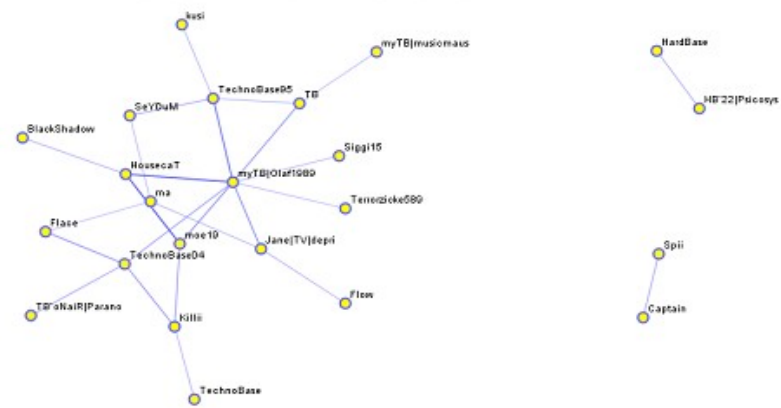 kusi
myTB|musicmaus
HardBase
TechnoBase95
TB
SeYDuM
HB'22|Psicosys
BlackShadow
Siggi15
HousecaT
myTB|Olaf1989
ma
Terrorzicke589
Flase
moe19
Jane|TV|depri
TechnoBase04
Spii
TB'oNaiR|Parano
Flow
Captain
Killi
TechnoBase